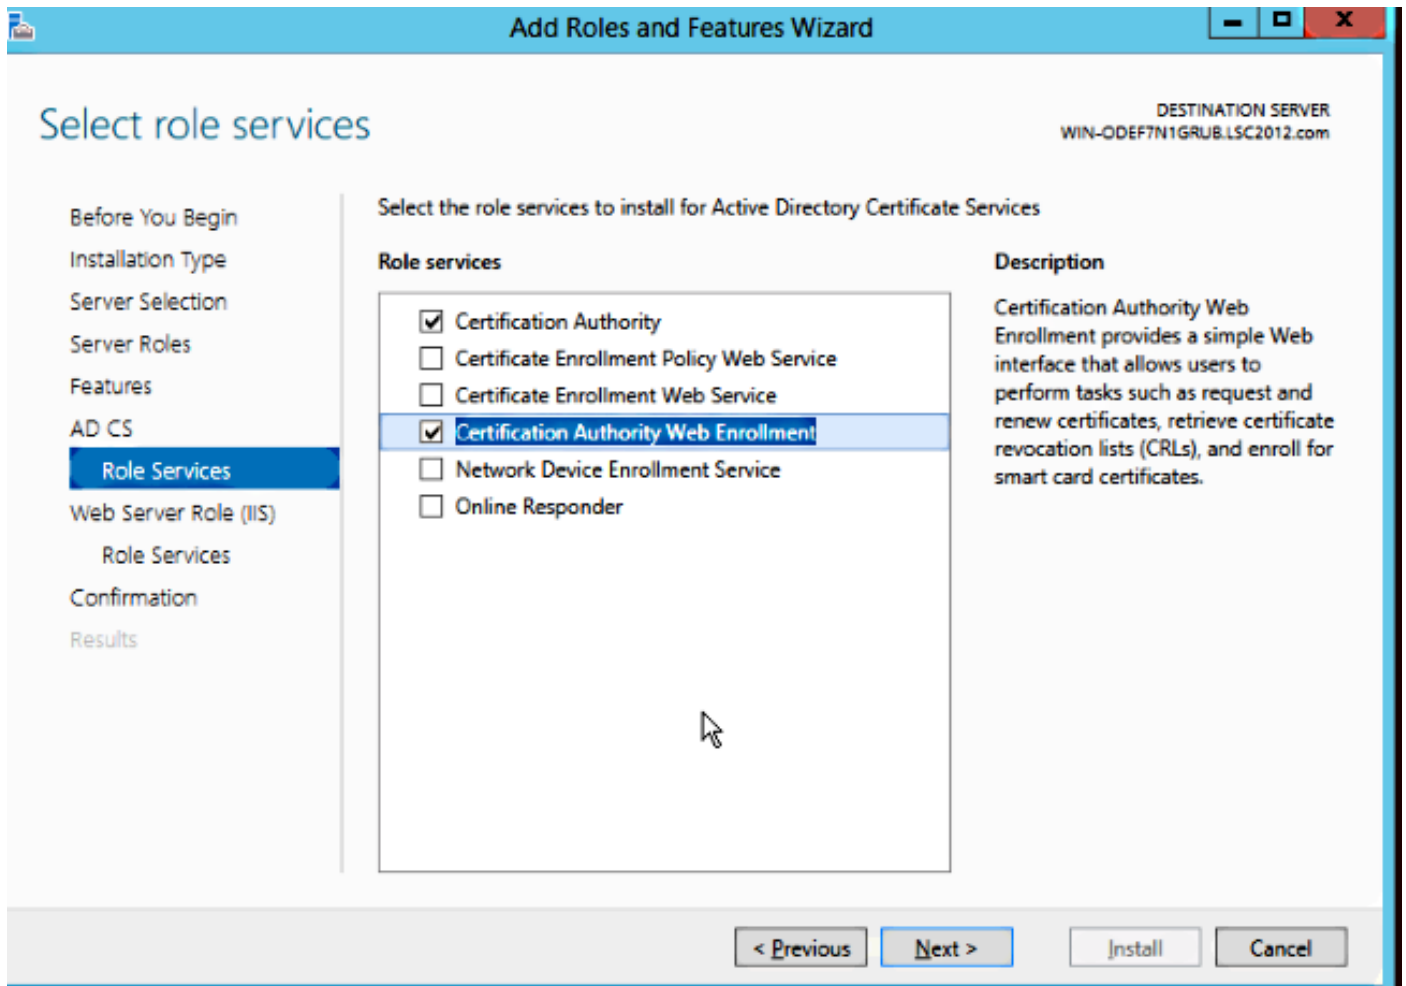 Add Roles and Features Wizard
X
Select role services
DESTINATION SERVER
WIN-ODEF7N1GRUB.LSC2012.com
Before You Begin
Installation Type
Server Selection
Server Roles
Features
AD CS
Role Services
Web Server Role (IIS)
Role Services
Confirmation
Results
Select the role services to install for Active Directory Certificate Services
Role services
Certification Authority
Certificate Enrollment Policy Web Service
Certificate Enrollment Web Service
Certification Authority Web Enrollment
Network Device Enrollment Service
Online Responder
Description
Certification Authority Web
Enrollment provides a simple Web
interface that allows users to
perform tasks such as request and
renew certificates, retrieve certificate
revocation lists (CRLs), and enroll for
smart card certificates.
< Previous
Next >
Install
Cancel